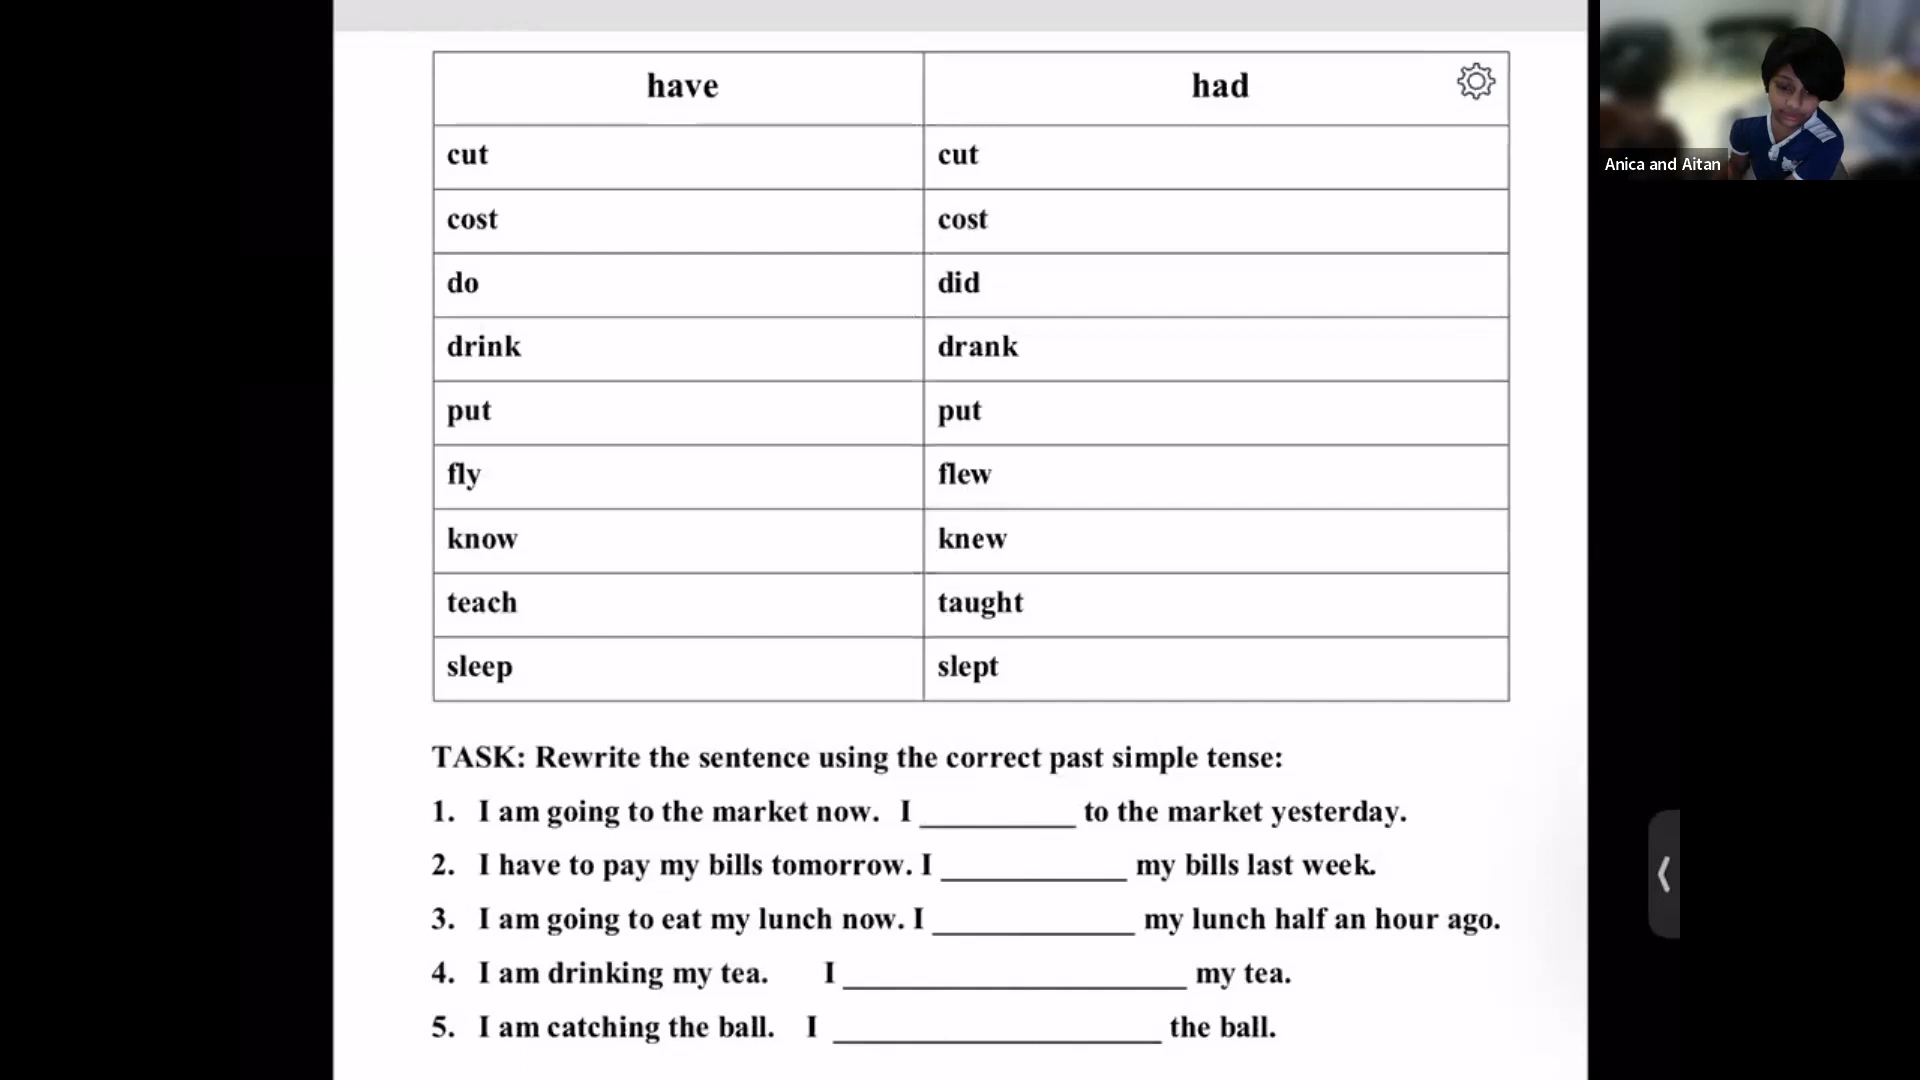 have had
cut cut
cost cost
do did
drink drank
put put
fly flew
know knew
teach taught
sleep slept
TASK: Rewrite the sentence using the correct past simple tense:
1. I am going to the market now. I __________ to the market yesterday.
2. I have to pay my bills tomorrow. I ____________ my bills last week.
3. I am going to eat my lunch now. I _____________ my lunch half an hour ago.
4. I am drinking my tea. I ______________________ my tea.
5. I am catching the ball. I _____________________ the ball.
Anica and Aitan